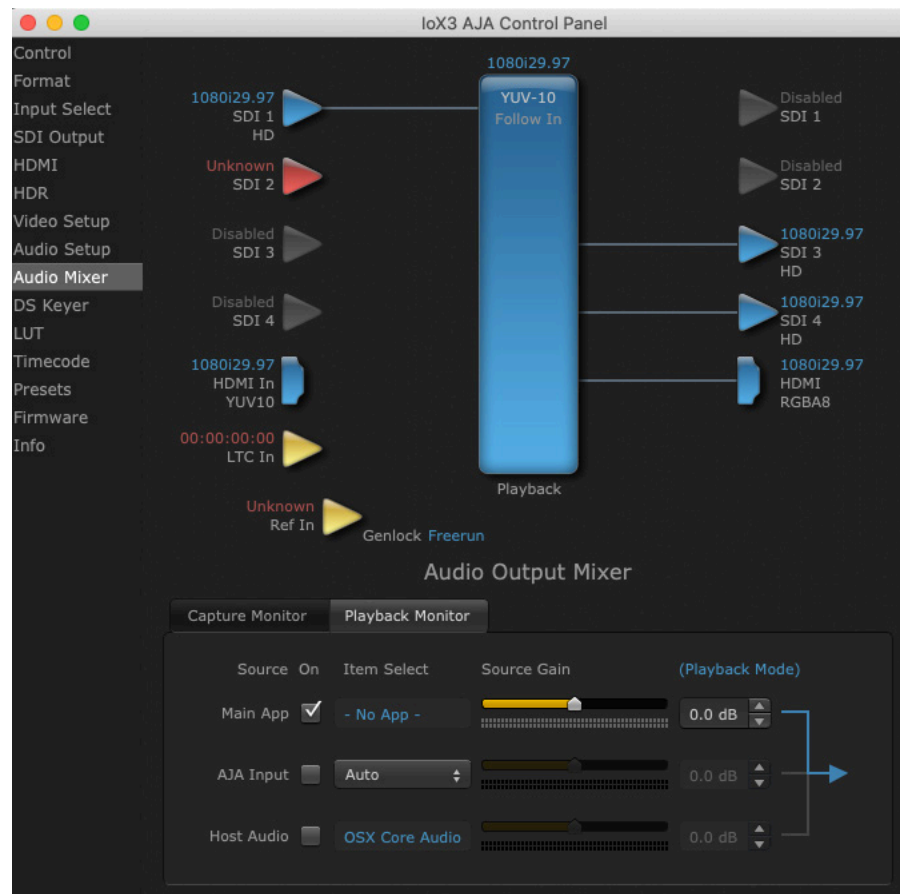 IoX3 AJA Control Panel
Control
Format
Input Select
SDI Output
HDMI
HDR
Video Setup
Audio Setup
Audio Mixer
DS Keyer
LUT
Timecode
Presets
Firmware
Info
1080i29.97
YUV-10
Follow In
Playback
1080i29.97
SDI 1
HD
Unknown
SDI 2
Disabled
SDI 3
Disabled
SDI 4
1080i29.97
HDMI In
YUV10
00:00:00:00
LTC In
Unknown
Ref In
Genlock Freerun
Disabled
SDI 1
Disabled
SDI 2
1080i29.97
SDI 3
HD
1080i29.97
SDI 4
HD
1080i29.97
HDMI
RGBA8
Audio Output Mixer
Capture Monitor Playback Monitor
Source On Item Select Source Gain (Playback Mode)
Main App - No App - 0.0 dB
AJA Input Auto 0.0 dB
Host Audio OSX Core Audio 0.0 dB